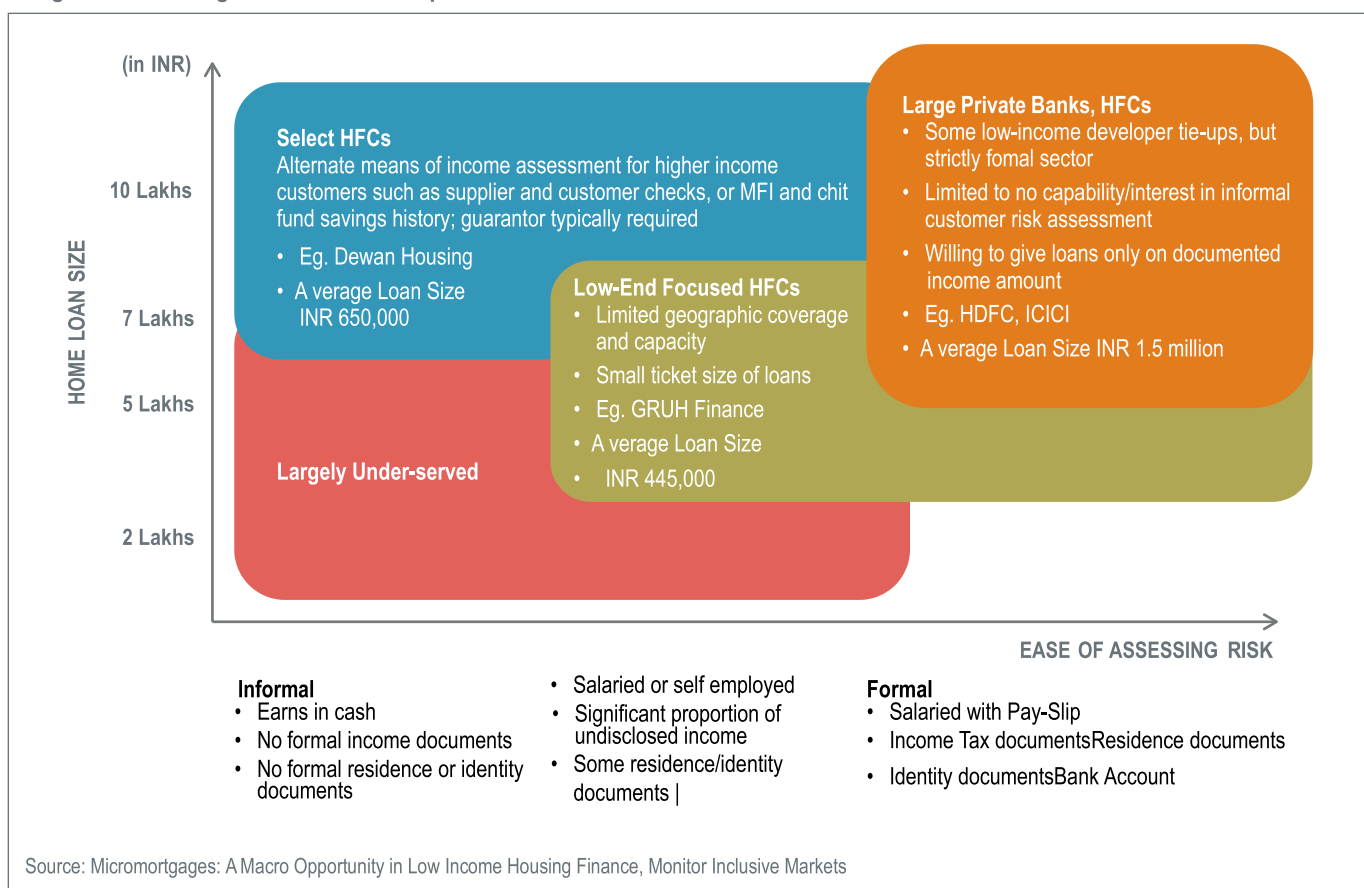 (in INR)
10 Lakhs
7 Lakhs
5 Lakhs
2 Lakhs
HOME LOAN SIZE
Select HFCs
Alternate means of income assessment for higher income
customers such as supplier and customer checks, or MFI and chit
fund savings history; guarantor typically required
• Eg. Dewan Housing
• A verage Loan Size
INR 650,000
Low-End Focused HFCs
• Limited geographic coverage
and capacity
• Small ticket size of loans
• Eg. GRUH Finance
• A verage Loan Size
• INR 445,000
Large Private Banks, HFCs
• Some low-income developer tie-ups, but
strictly fomal sector
• Limited to no capability/interest in informal
customer risk assessment
• Willing to give loans only on documented
income amount
• Eg. HDFC, ICICI
• A verage Loan Size INR 1.5 million
Largely Under-served
EASE OF ASSESSING RISK
Informal
• Earns in cash
• No formal income documents
• No formal residence or identity
documents
• Salaried or self employed
• Significant proportion of
undisclosed income
• Some residence/identity
documents |
Formal
• Salaried with Pay-Slip
• Income Tax documentsResidence documents
• Identity documentsBank Account
Source: Micromortgages: A Macro Opportunity in Low Income Housing Finance, Monitor Inclusive Markets